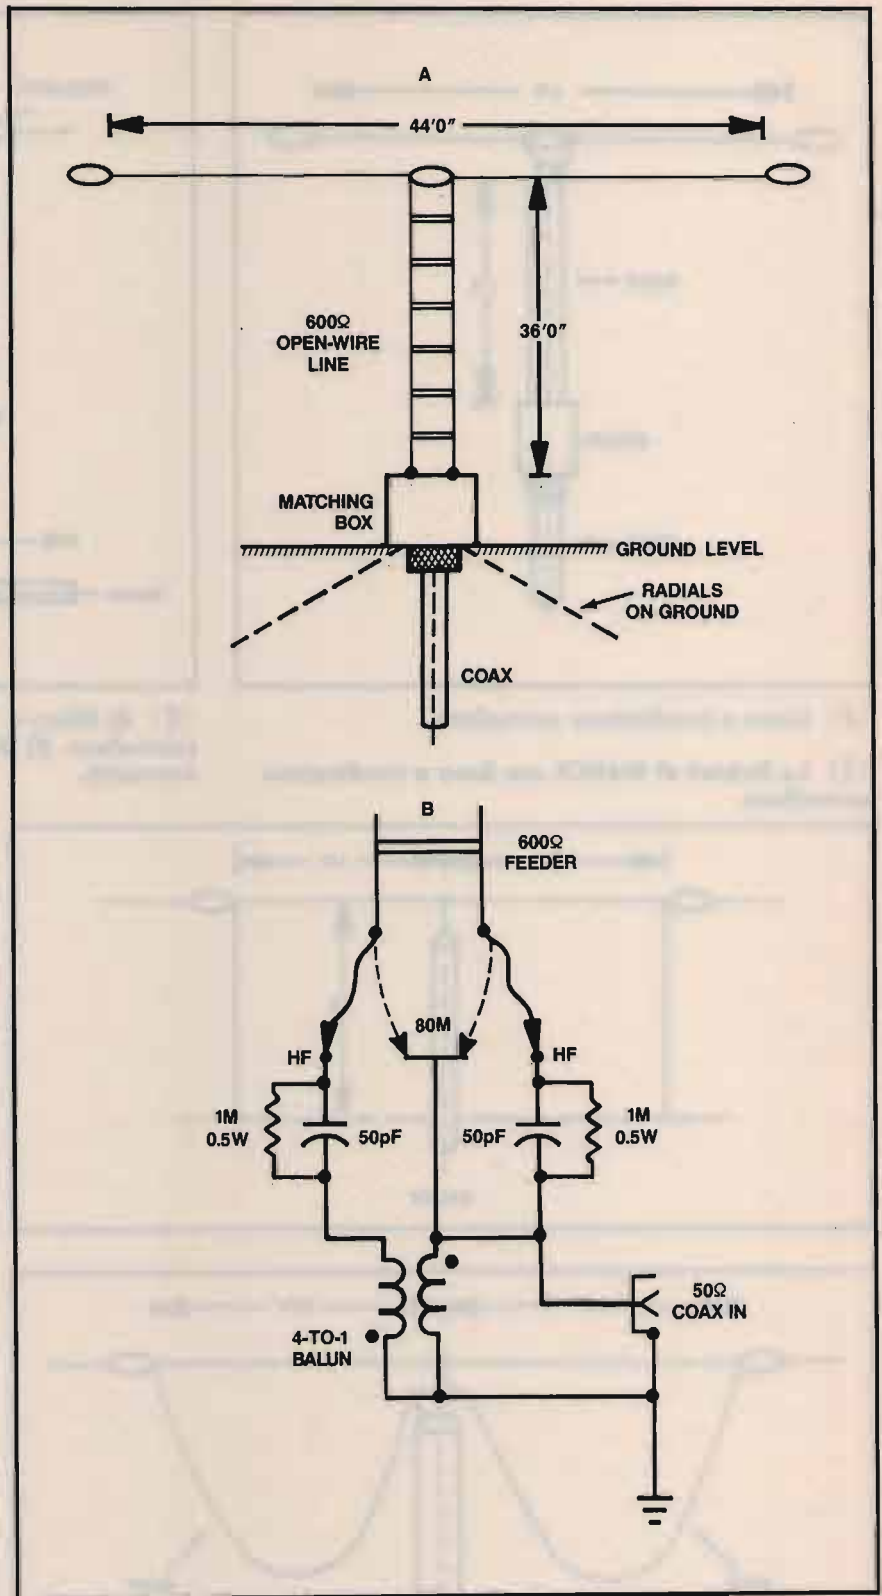 A
44'0"
600Ω
OPEN-WIRE
LINE
36'0"
MATCHING
BOX
GROUND LEVEL
RADIALS
ON GROUND
COAX
B
600Ω
FEEDER
80M
HF
HF
1M
0.5W
50pF
50pF
1M
0.5W
50Ω
COAX IN
4-TO-1
BALUN